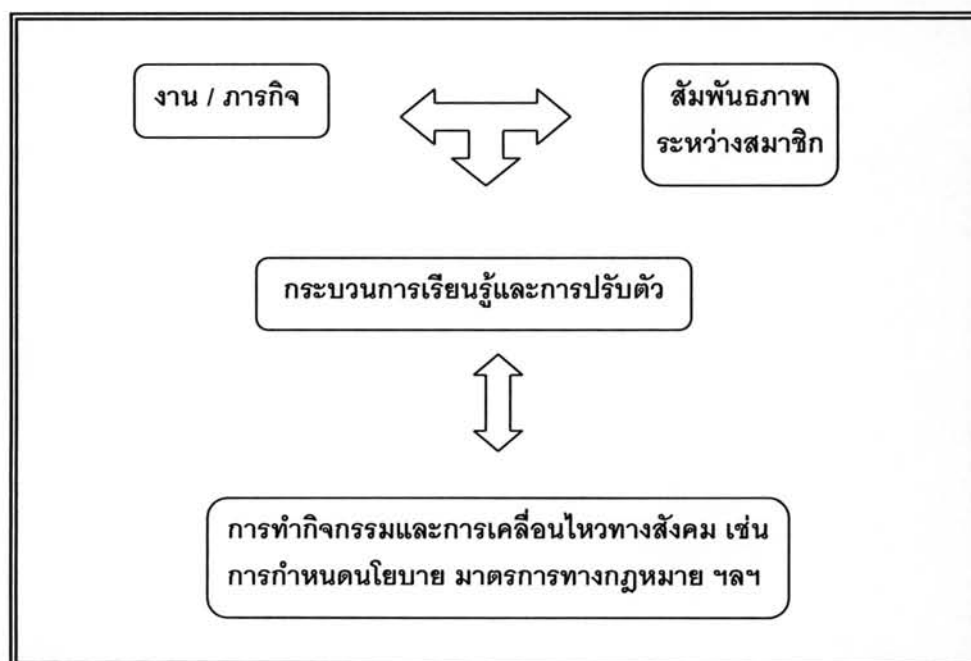 งาน / ภารกิจ
สัมพันธภาพ
ระหว่างสมาชิก
กระบวนการเรียนรู้และการปรับตัว
การทำกิจกรรมและการเคลื่อนไหวทางสังคม เช่น
การกำหนดนโยบาย มาตรการทางกฎหมาย ฯลฯ